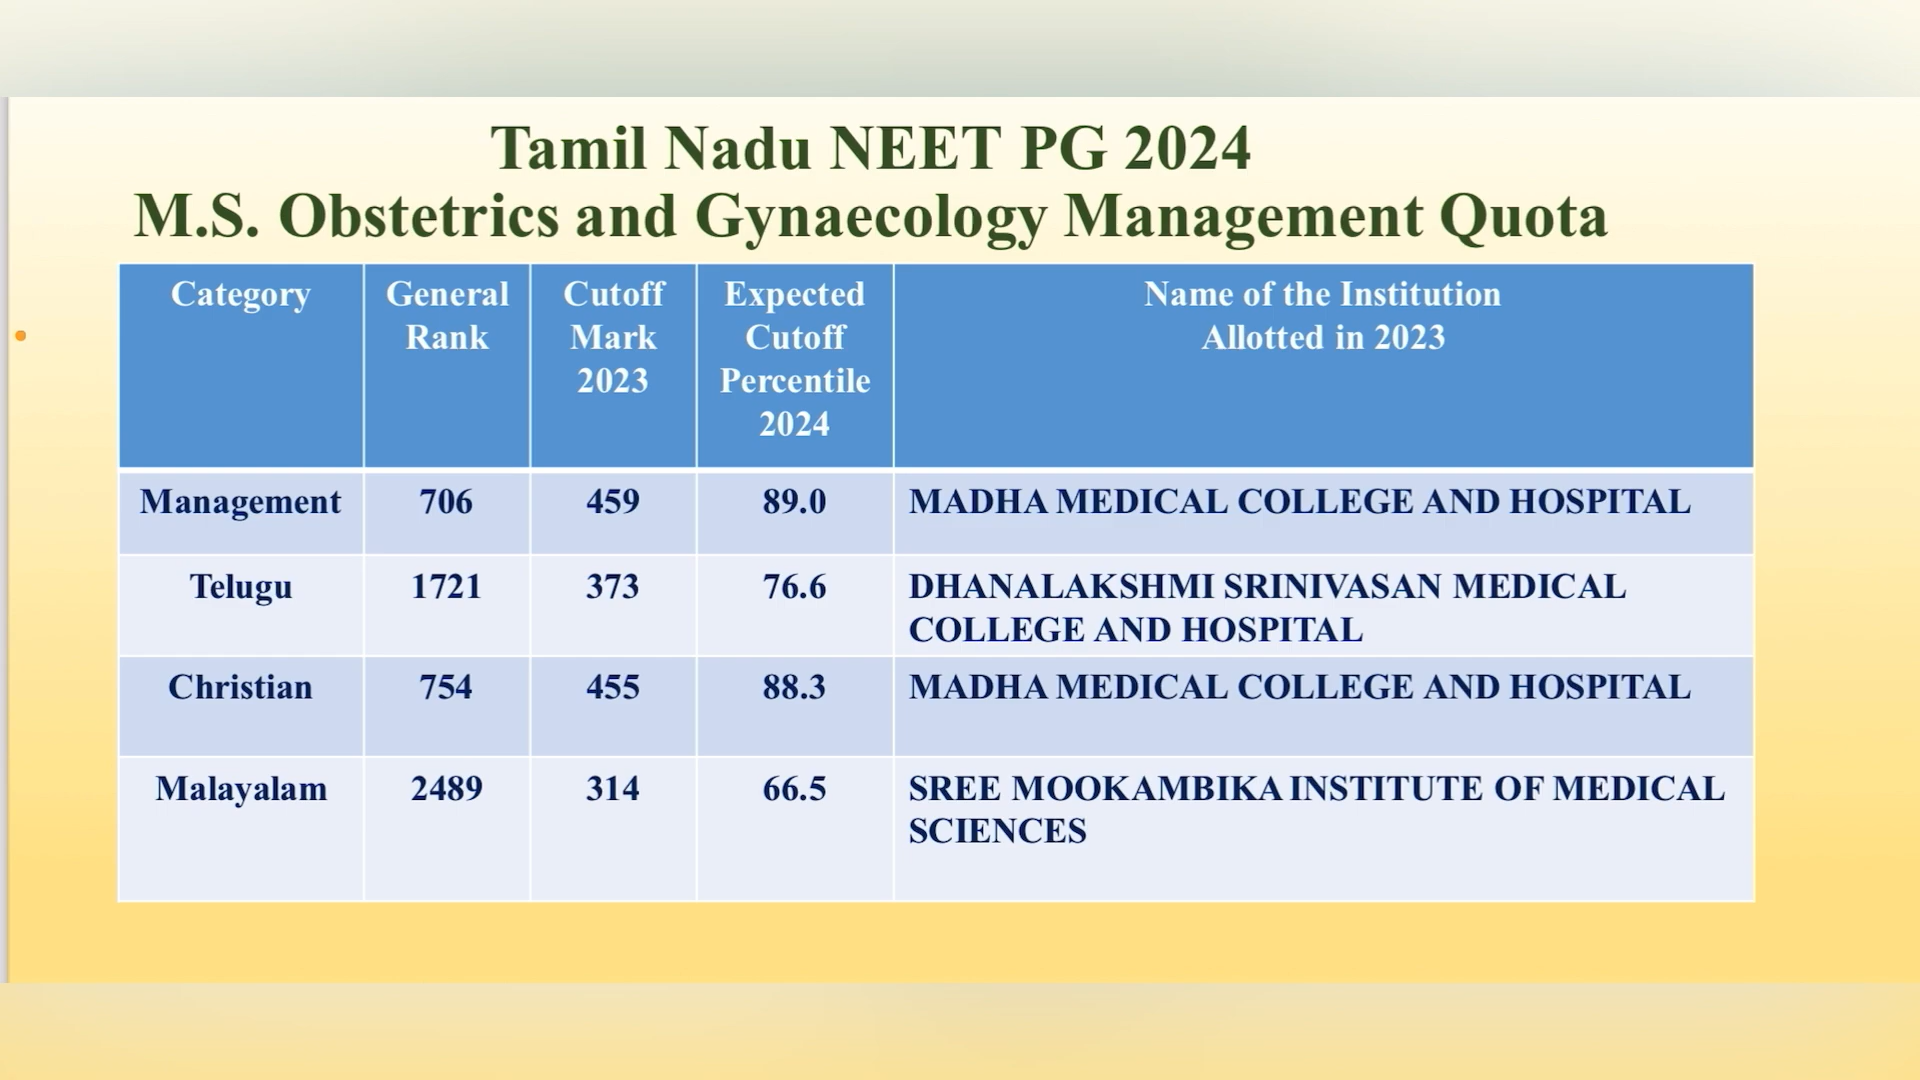 Tamil Nadu NEET PG 2024
M.S. Obstetrics and Gynaecology Management Quota
Category
General
Rank
Cutoff
Mark
2023
Expected
Cutoff
Percentile
2024
Name of the Institution
Allotted in 2023
Management 706 459 89.0 MADHA MEDICAL COLLEGE AND HOSPITAL
Telugu 1721 373 76.6 DHANALAKSHMI SRINIVASAN MEDICAL
COLLEGE AND HOSPITAL
Christian 754 455 88.3 MADHA MEDICAL COLLEGE AND HOSPITAL
Malayalam 2489 314 66.5 SREE MOOKAMBIKA INSTITUTE OF MEDICAL
SCIENCES